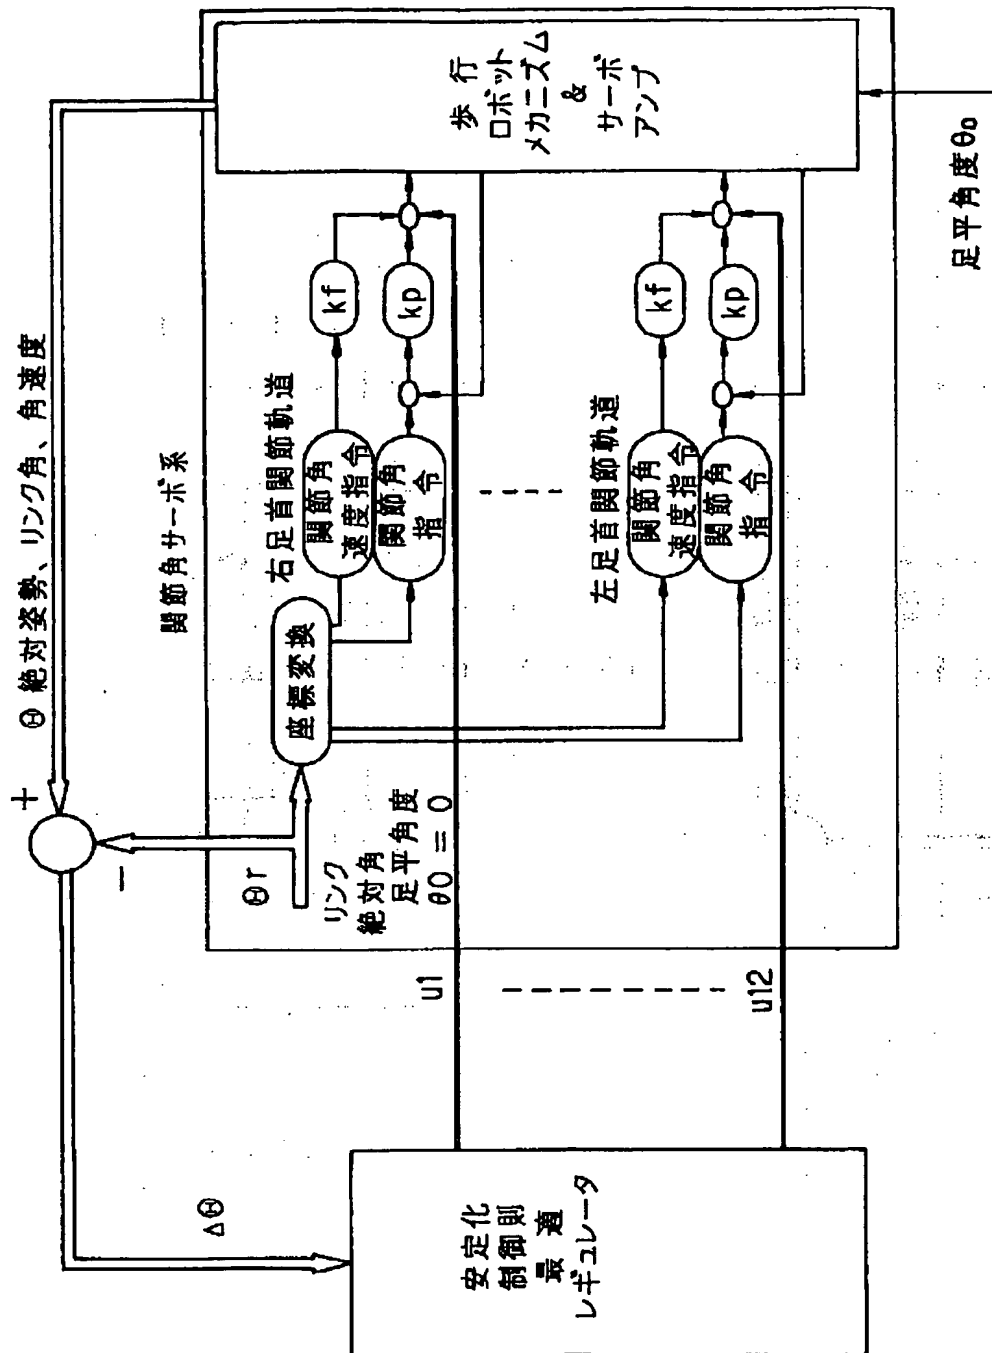 Θ 絶対姿勢、リンク角、角速度
+
−
ΔΘ
Θr
リンク
絶対角
足平角度
θ0 = 0
関節角サーボ系
座標変換
右足首関節軌道
関節角
速度指令
関節角
指令
kf
kp
左足首関節軌道
関節角
速度指令
関節角
指令
kf
kp
歩行
ロボット
メカニズム
&
サーボ
アンプ
足平角度θ0
u1
u12
安定化
制御則
最適
レギュレータ